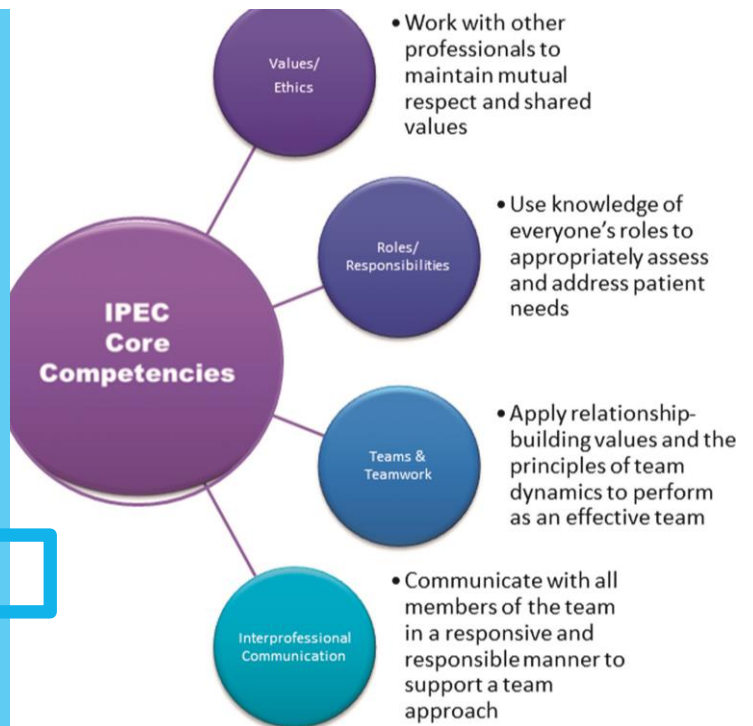 Values/
Ethics
• Work with other
professionals to
maintain mutual
respect and shared
values
Roles/
Responsibilities
• Use knowledge of
everyone’s roles to
appropriately assess
and address patient
needs
IPEC
Core
Competencies
Teams &
Teamwork
• Apply relationship-
building values and the
principles of team
dynamics to perform
as an effective team
Interprofessional
Communication
• Communicate with all
members of the team
in a responsive and
responsible manner to
support a team
approach